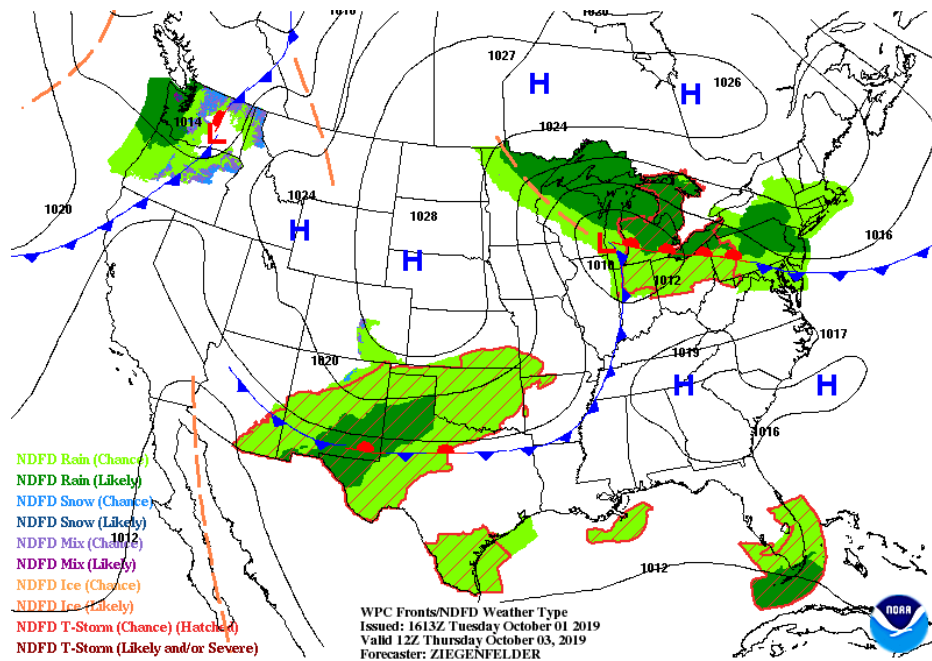 1016
1020
1027
1026
H
H
1014
L
1024
1024
1020
1028
H
H
1016
L
1018
1012
1017
1019
1020
H
H
1016
NDFD Rain (Chance)
NDFD Rain (Likely)
NDFD Snow (Chance)
NDFD Snow (Likely)
1012
NDFD Mix (Chance)
NDFD Mix (Likely)
1012
NDFD Ice (Chance)
NDFD Ice (Likely)
NDFD T-Storm (Chance) (Hatched)
NDFD T-Storm (Likely and/or Severe)
WPC Fronts/NDFD Weather Type
Issued: 1613Z Tuesday October 01 2019
Valid 12Z Thursday October 03, 2019
Forecaster: ZIEGENFELDER
NOAA